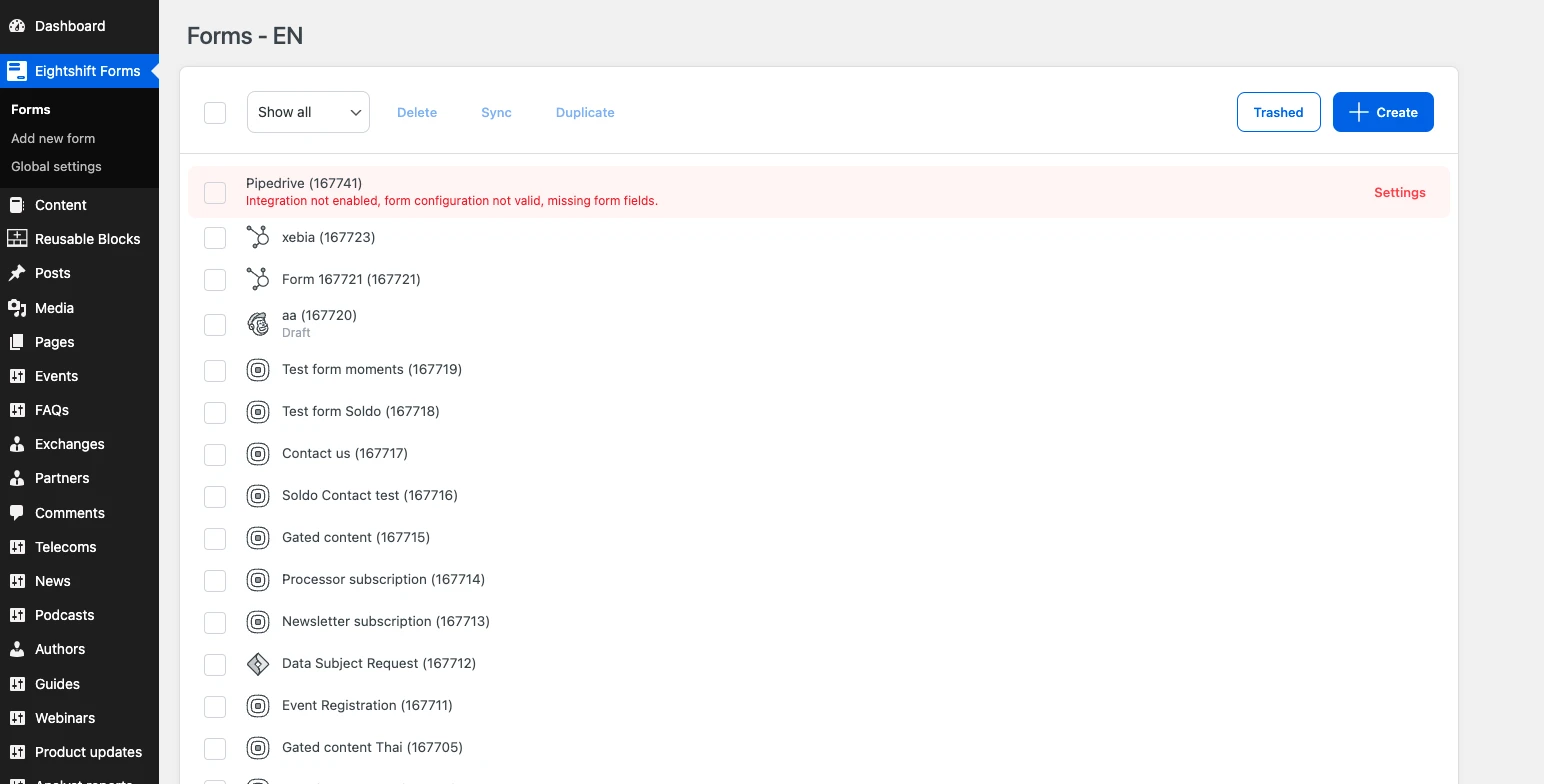 Dashboard
Eightshift Forms
Forms
Add new form
Global settings
Content
Reusable Blocks
Posts
Media
Pages
Events
FAQs
Exchanges
Partners
Comments
Telecoms
News
Podcasts
Authors
Guides
Webinars
Product updates
Analyst reports
Forms - EN
Show all
Delete
Sync
Duplicate
Trashed
Create
Pipedrive (167741)
Integration not enabled, form configuration not valid, missing form fields.
Settings
xebia (167723)
Form 167721 (167721)
aa (167720)
Draft
Test form moments (167719)
Test form Soldo (167718)
Contact us (167717)
Soldo Contact test (167716)
Gated content (167715)
Processor subscription (167714)
Newsletter subscription (167713)
Data Subject Request (167712)
Event Registration (167711)
Gated content Thai (167705)